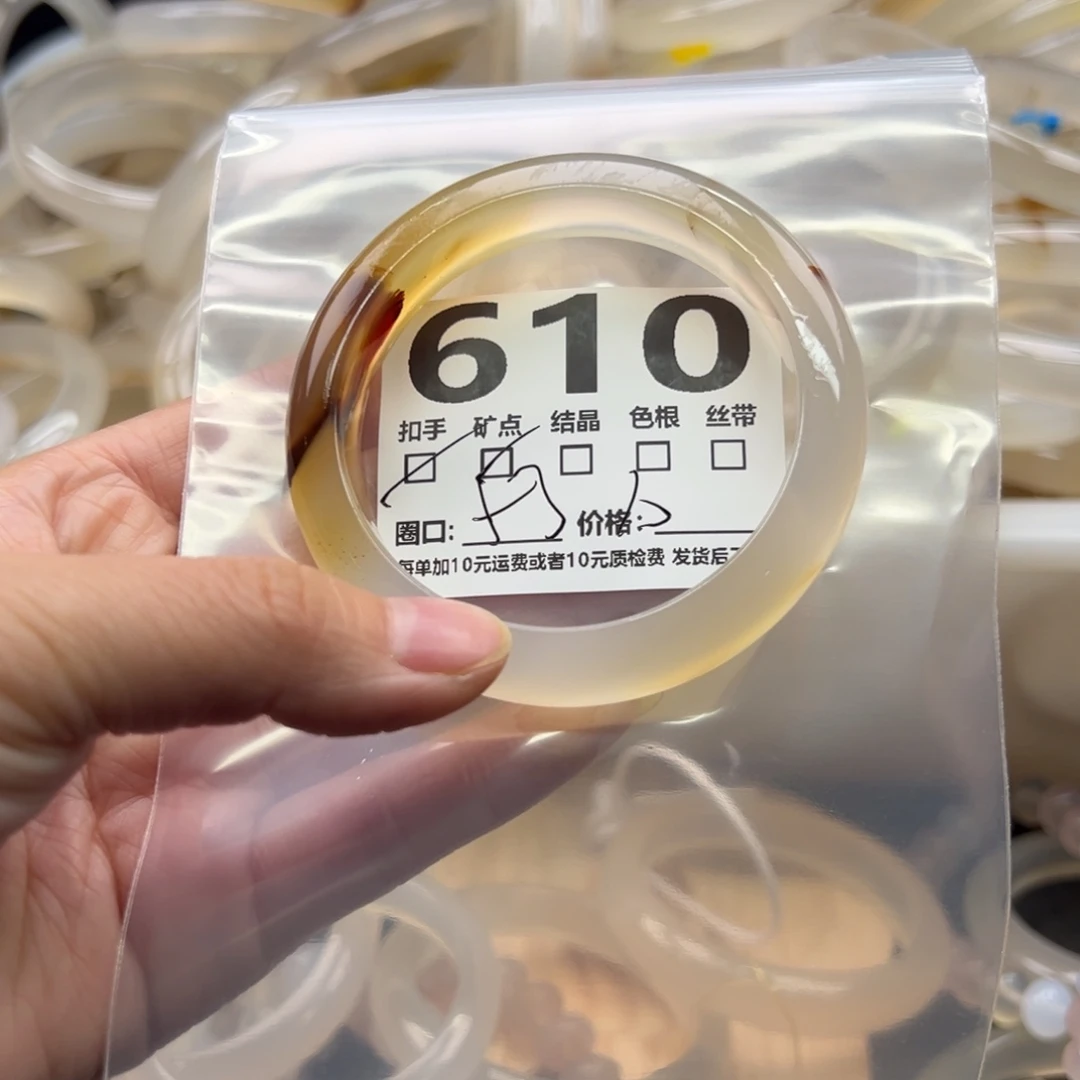 610
扣手 矿点 结晶 色根 丝带
圈口: 价格:
每单加10元运费或者10元质检费 发货后不